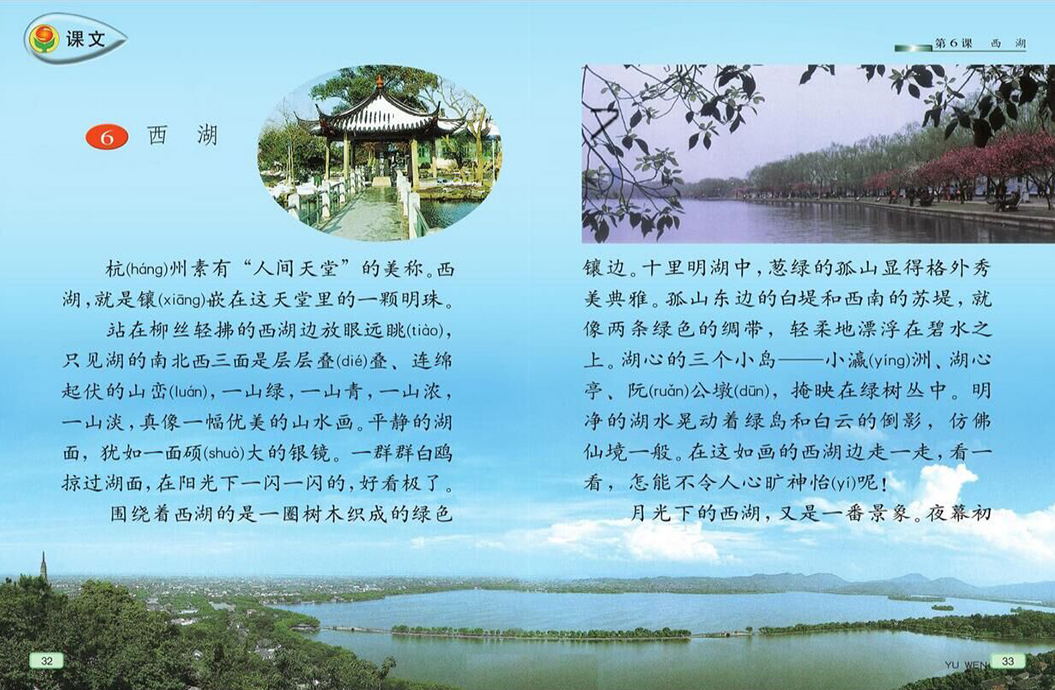 课文
6 西湖
杭(háng)州素有“人间天堂”的美称。西
湖,就是镶(xiāng)嵌在这天堂里的一颗明珠。
站在柳丝轻拂的西湖边放眼远眺(tiào),
只见湖的南北西三面是层层叠(dié)叠、连绵
起伏的山峦(luán),一山绿,一山青,一山浓,
一山淡,真像一幅优美的山水画。平静的湖
面,犹如一面硕(shuò)大的银镜。一群群白鸥
掠过湖面,在阳光下一闪一闪的,好看极了。
围绕着西湖的是一圈树木织成的绿色
32
第6课 西湖
镶边。十里明湖中,葱绿的孤山显得格外秀
美典雅。孤山东边的白堤和西南的苏堤,就
像两条绿色的绸带,轻柔地漂浮在碧水之
上。湖心的三个小岛——小瀛(yíng)洲、湖心
亭、阮(ruǎn)公墩(dūn),掩映在绿树丛中。明
净的湖水晃动着绿岛和白云的倒影,仿佛
仙境一般。在这如画的西湖边走一走,看一
看,怎能不令人心旷神怡(yí)呢!
月光下的西湖,又是一番景象。夜幕初
YU WEN 33